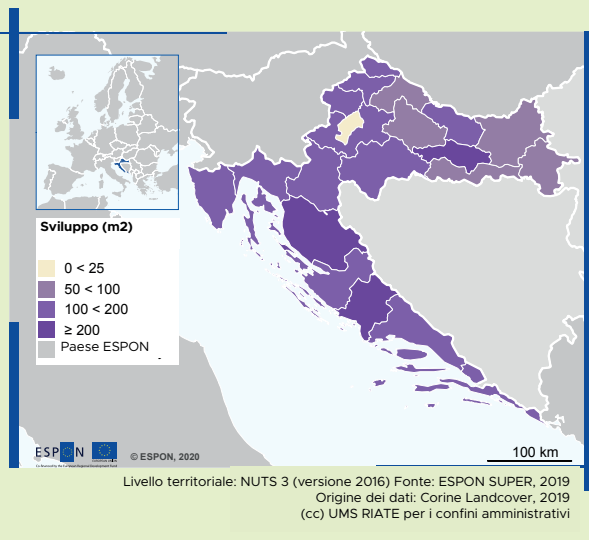 Sviluppo (m2)
0 < 25
50 < 100
100 < 200
≥ 200
Paese ESPON
ESPON
© ESPON, 2020
100 km
Livello territoriale: NUTS 3 (versione 2016) Fonte: ESPON SUPER, 2019
Origine dei dati: Corine Landcover, 2019
(cc) UMS RIATE per i confini amministrativi